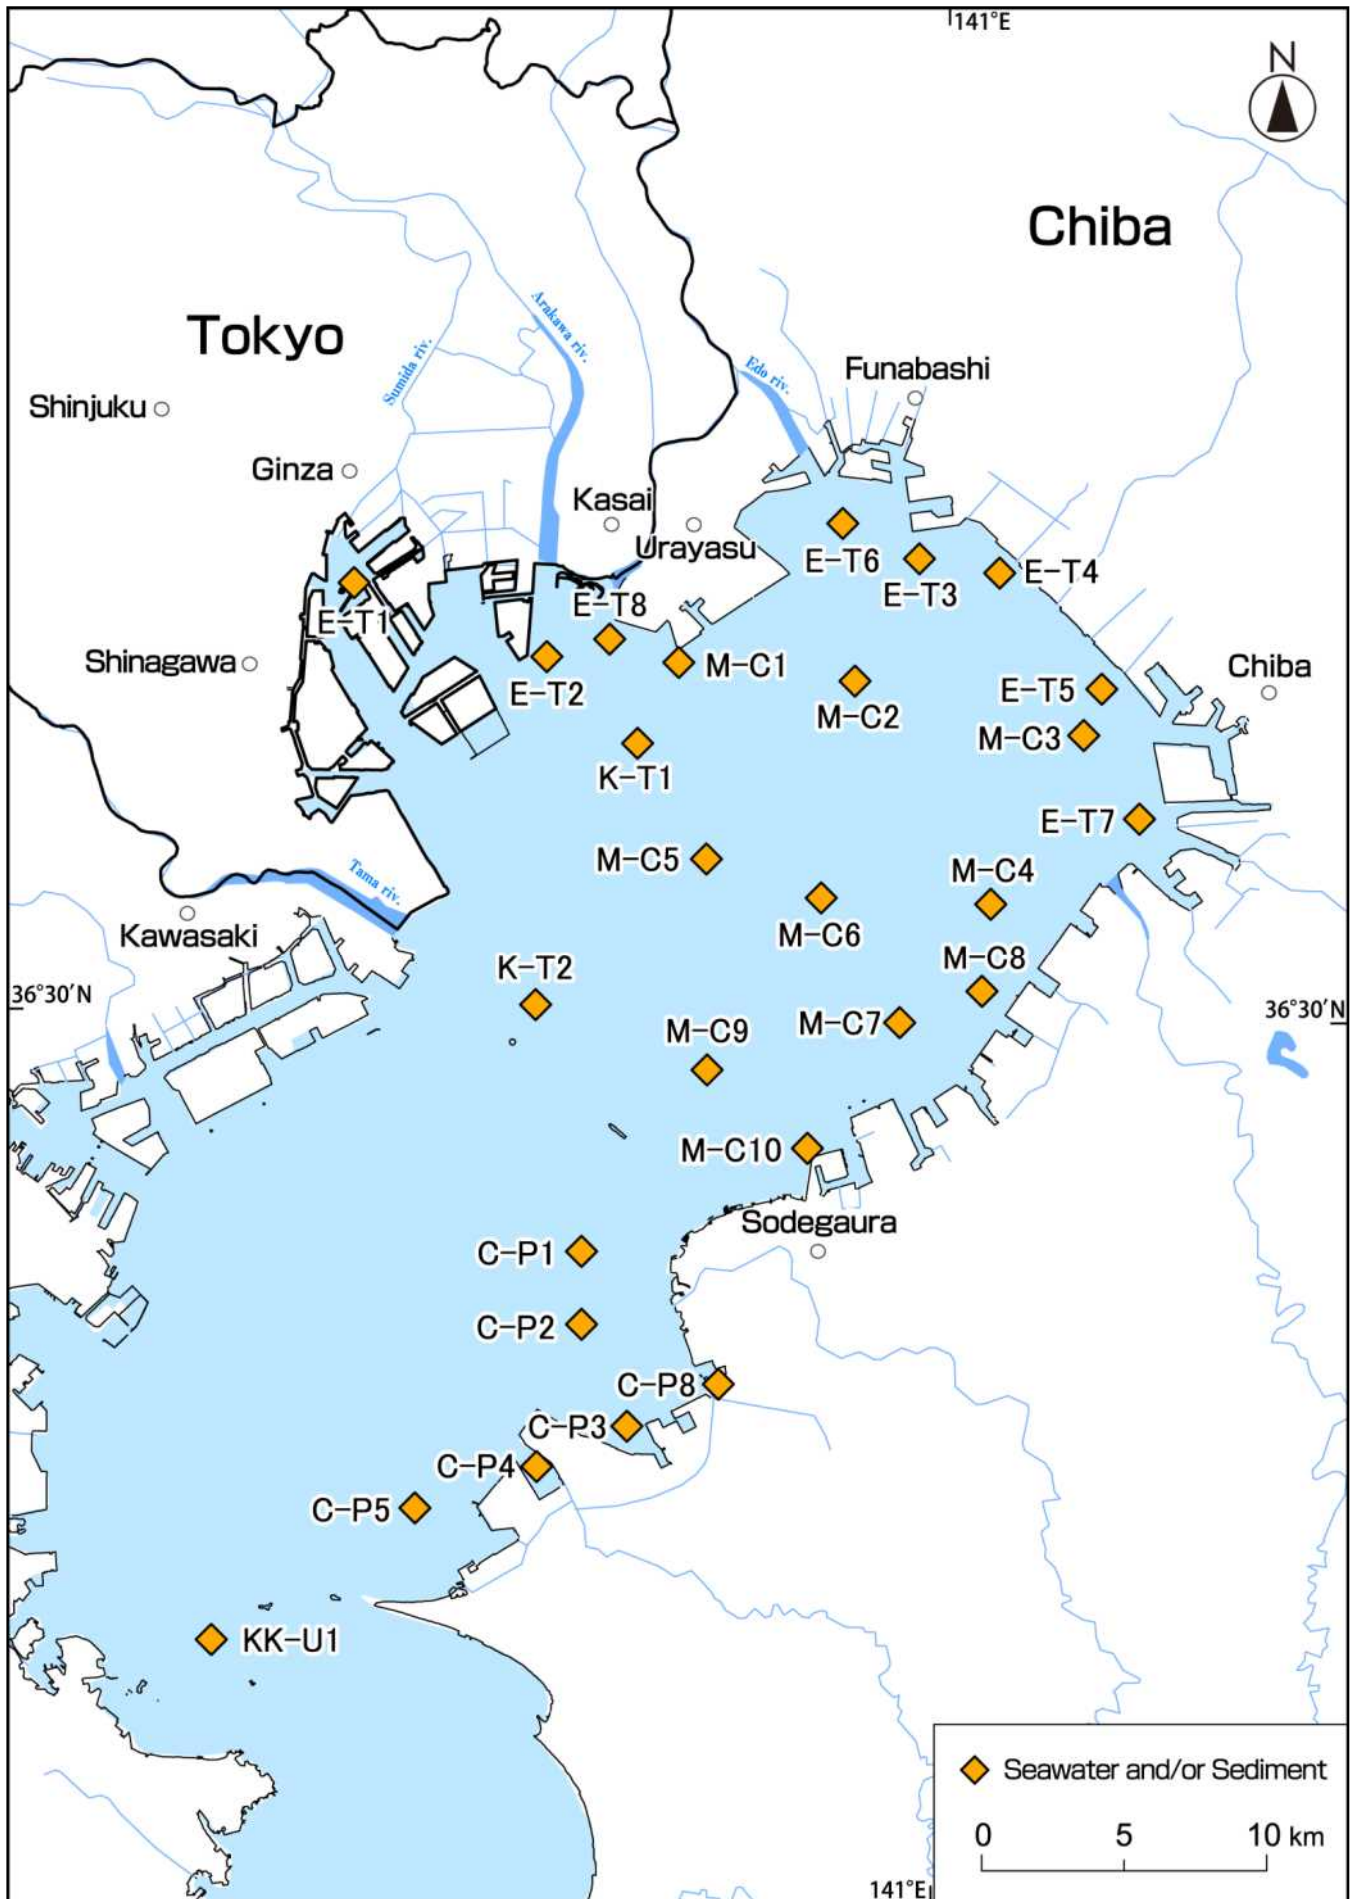 141°E
N
Chiba
Tokyo
Arakawa riv.
Sumida riv.
Edo riv.
Funabashi
Shinjuku
Ginza
Kasai
Urayasu
E-T6
E-T3
E-T4
E-T8
E-T1
Shinagawa
M-C1
E-T2
M-C2
E-T5
Chiba
M-C3
K-T1
E-T7
M-C5
M-C4
Tama riv.
Kawasaki
M-C6
M-C8
K-T2
36°30′N
36°30′N
M-C9
M-C7
M-C10
Sodegaura
C-P1
C-P2
C-P8
C-P3
C-P4
C-P5
KK-U1
Seawater and/or Sediment
0 5 10 km
141°E